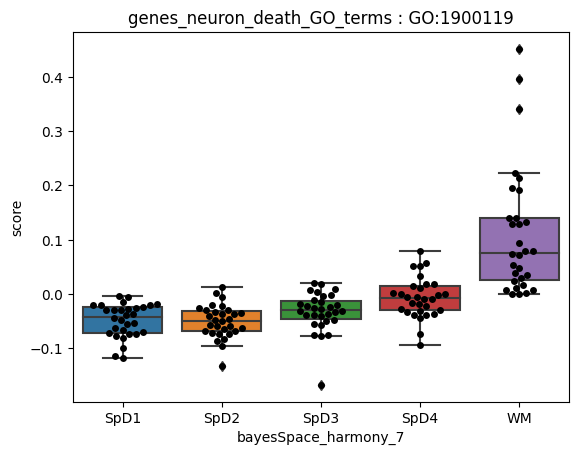 genes_neuron_death_GO_terms : GO:1900119
score
0.4
0.3
0.2
0.1
0.0
−0.1
SpD1 SpD2 SpD3 SpD4 WM
bayesSpace_harmony_7